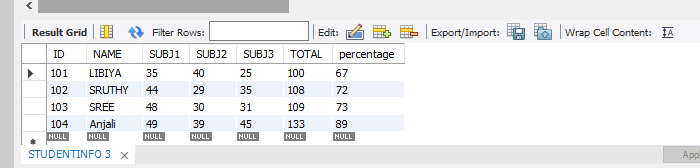 Result Grid Filter Rows: Edit: Export/Import: Wrap Cell Content: IA
ID NAME SUBJ1 SUBJ2 SUBJ3 TOTAL percentage
101 LIBIYA 35 40 25 100 67
102 SRUTHY 44 29 35 108 72
103 SREE 48 30 31 109 73
104 Anjali 49 39 45 133 89
NULL NULL NULL NULL NULL NULL NULL
STUDENTINFO 3 × App